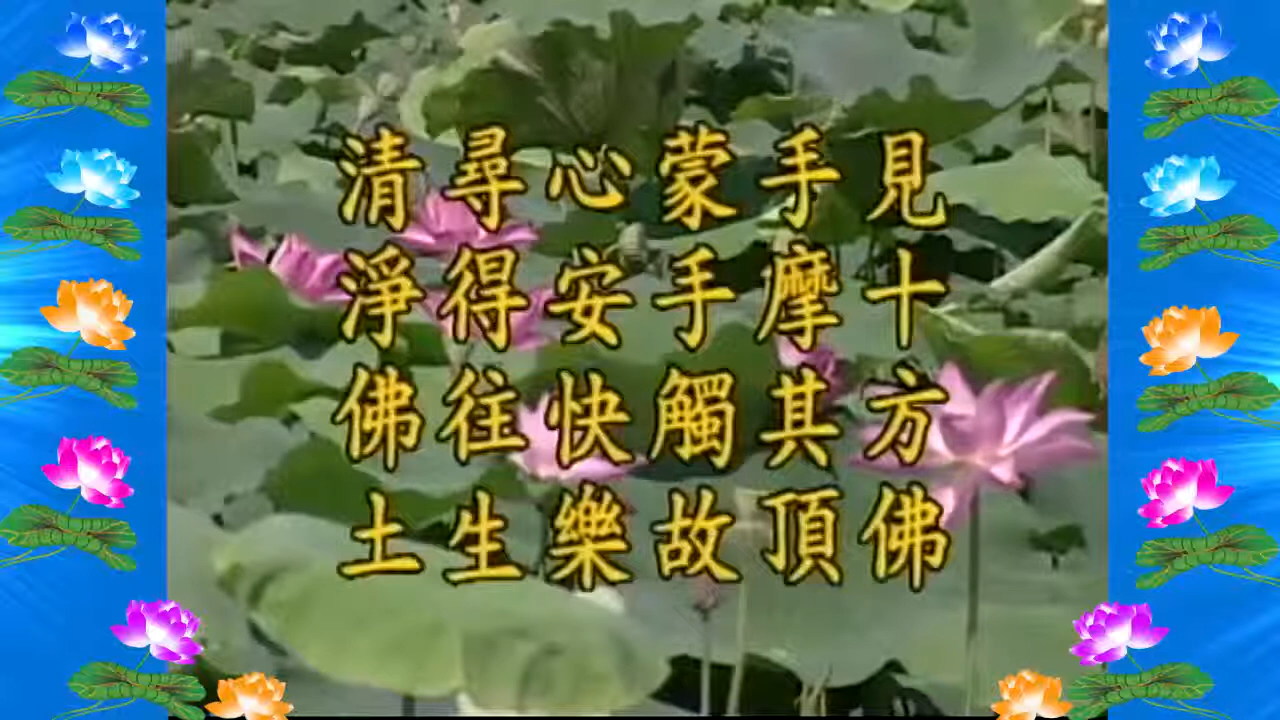 見十方佛
手摩其頂
蒙手觸故
心安快樂
尋得往生
清淨佛土